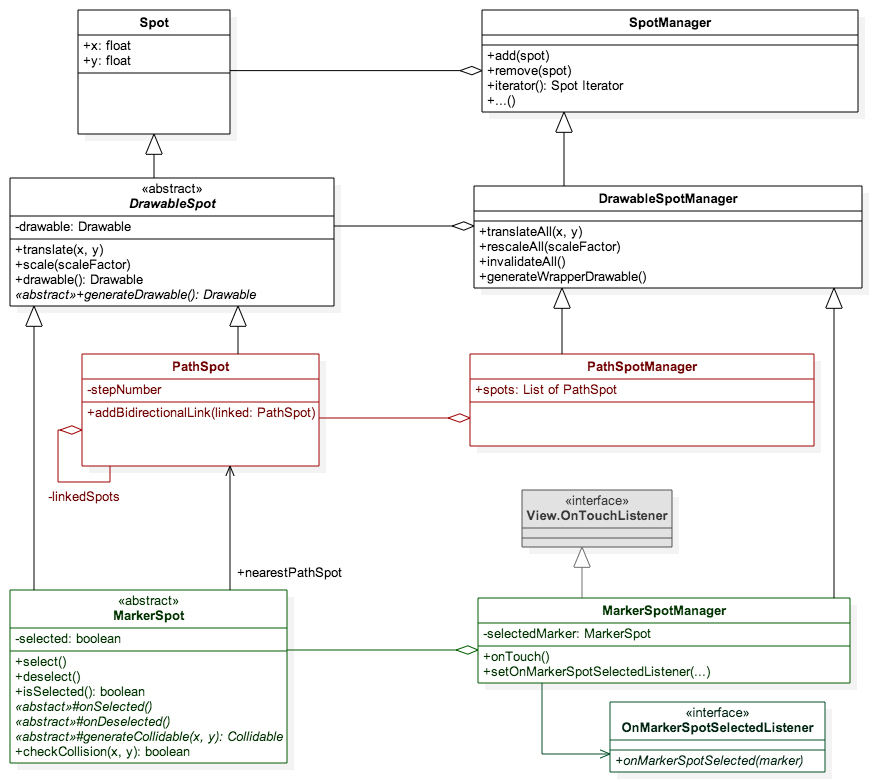 Spot
+x: float
+y: float
SpotManager
+add(spot)
+remove(spot)
+iterator(): Spot Iterator
+...()
«abstract»
DrawableSpot
-drawable: Drawable
+translate(x, y)
+scale(scaleFactor)
+drawable(): Drawable
«abstract»+generateDrawable(): Drawable
DrawableSpotManager
+translateAll(x, y)
+rescaleAll(scaleFactor)
+invalidateAll()
+generateWrapperDrawable()
PathSpot
-stepNumber
+addBidirectionalLink(linked: PathSpot)
-linkedSpots
PathSpotManager
+spots: List of PathSpot
«interface»
View.OnTouchListener
+nearestPathSpot
«abstract»
MarkerSpot
-selected: boolean
+select()
+deselect()
+isSelected(): boolean
«abstact»#onSelected()
«abstract»#onDeselected()
«abstract»#generateCollidable(x, y): Collidable
+checkCollision(x, y): boolean
MarkerSpotManager
-selectedMarker: MarkerSpot
+onTouch()
+setOnMarkerSpotSelectedListener(...)
«interface»
OnMarkerSpotSelectedListener
+onMarkerSpotSelected(marker)